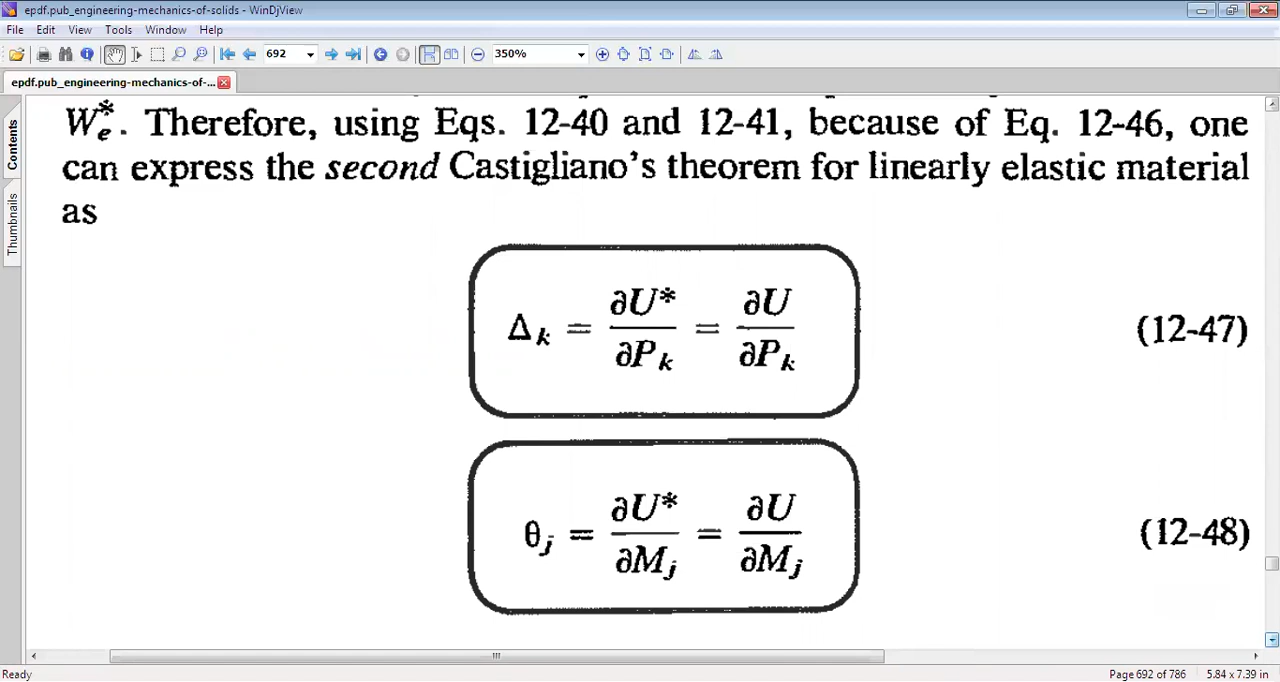 epdf.pub_engineering-mechanics-of-solids - WinDjView
File Edit View Tools Window Help
692 350%
epdf.pub_engineering-mechanics-of-...
Contents
Thumbnails
W*e. Therefore, using Eqs. 12-40 and 12-41, because of Eq. 12-46, one
can express the second Castigliano's theorem for linearly elastic material
as
Δk = ∂U*/∂Pk = ∂U/∂Pk (12-47)
θj = ∂U*/∂Mj = ∂U/∂Mj (12-48)
Ready Page 692 of 786 5.84 x 7.39 in